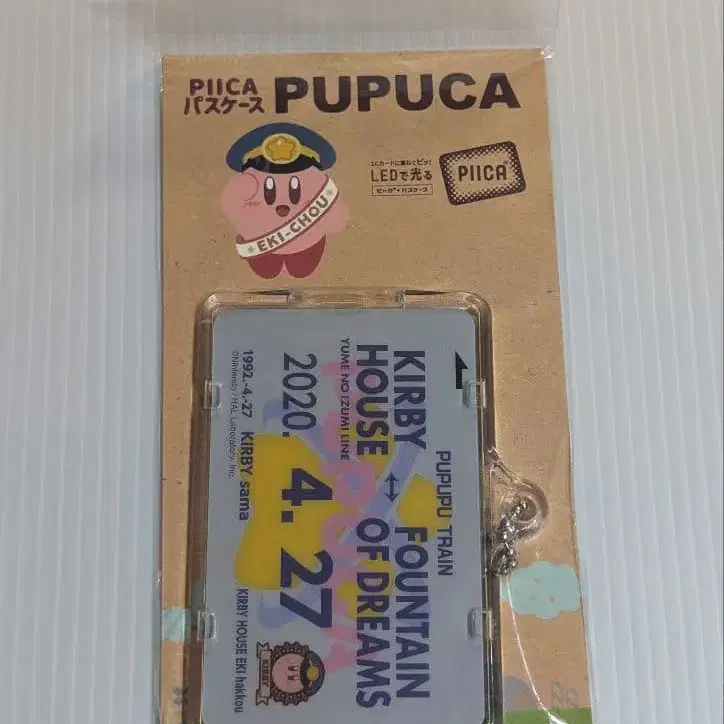 PIICA
パスケース
PUPUCA
ICカードに重ねてピッ!
LEDで光る
ピーカ+パスケース
PIICA
★ EKI-CHOU ★
PUPUPU TRAIN
KIRBY HOUSE ↔ FOUNTAIN OF DREAMS
YUME NO IZUMI LINE
2020. 4. 27
1992.-4.-27 KIRBY sama
©Nintendo / HAL Laboratory, Inc.
KIRBY HOUSE EKI hakkou
KIRBY